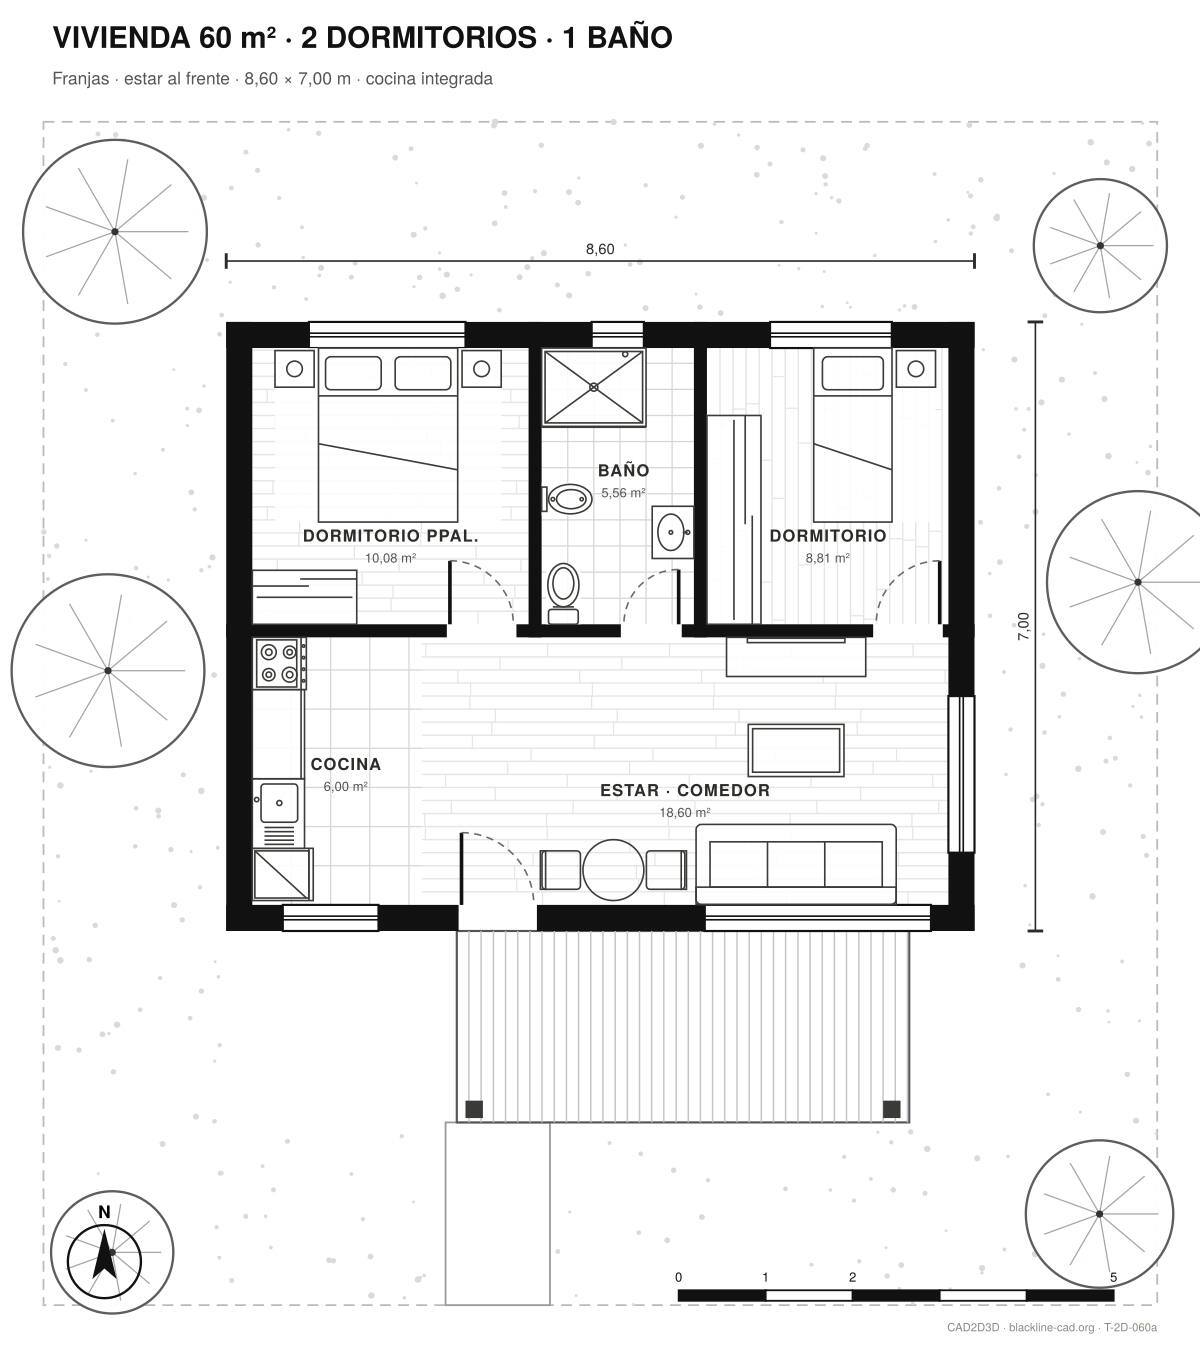 VIVIENDA 60 m² · 2 DORMITORIOS · 1 BAÑO
Franjas · estar al frente · 8,60 × 7,00 m · cocina integrada
8,60
BAÑO
5,56 m²
DORMITORIO PPAL.
10,08 m²
DORMITORIO
8,81 m²
7,00
COCINA
6,00 m²
ESTAR · COMEDOR
18,60 m²
N
0 1 2 5
CAD2D3D · blackline-cad.org · T-2D-060a